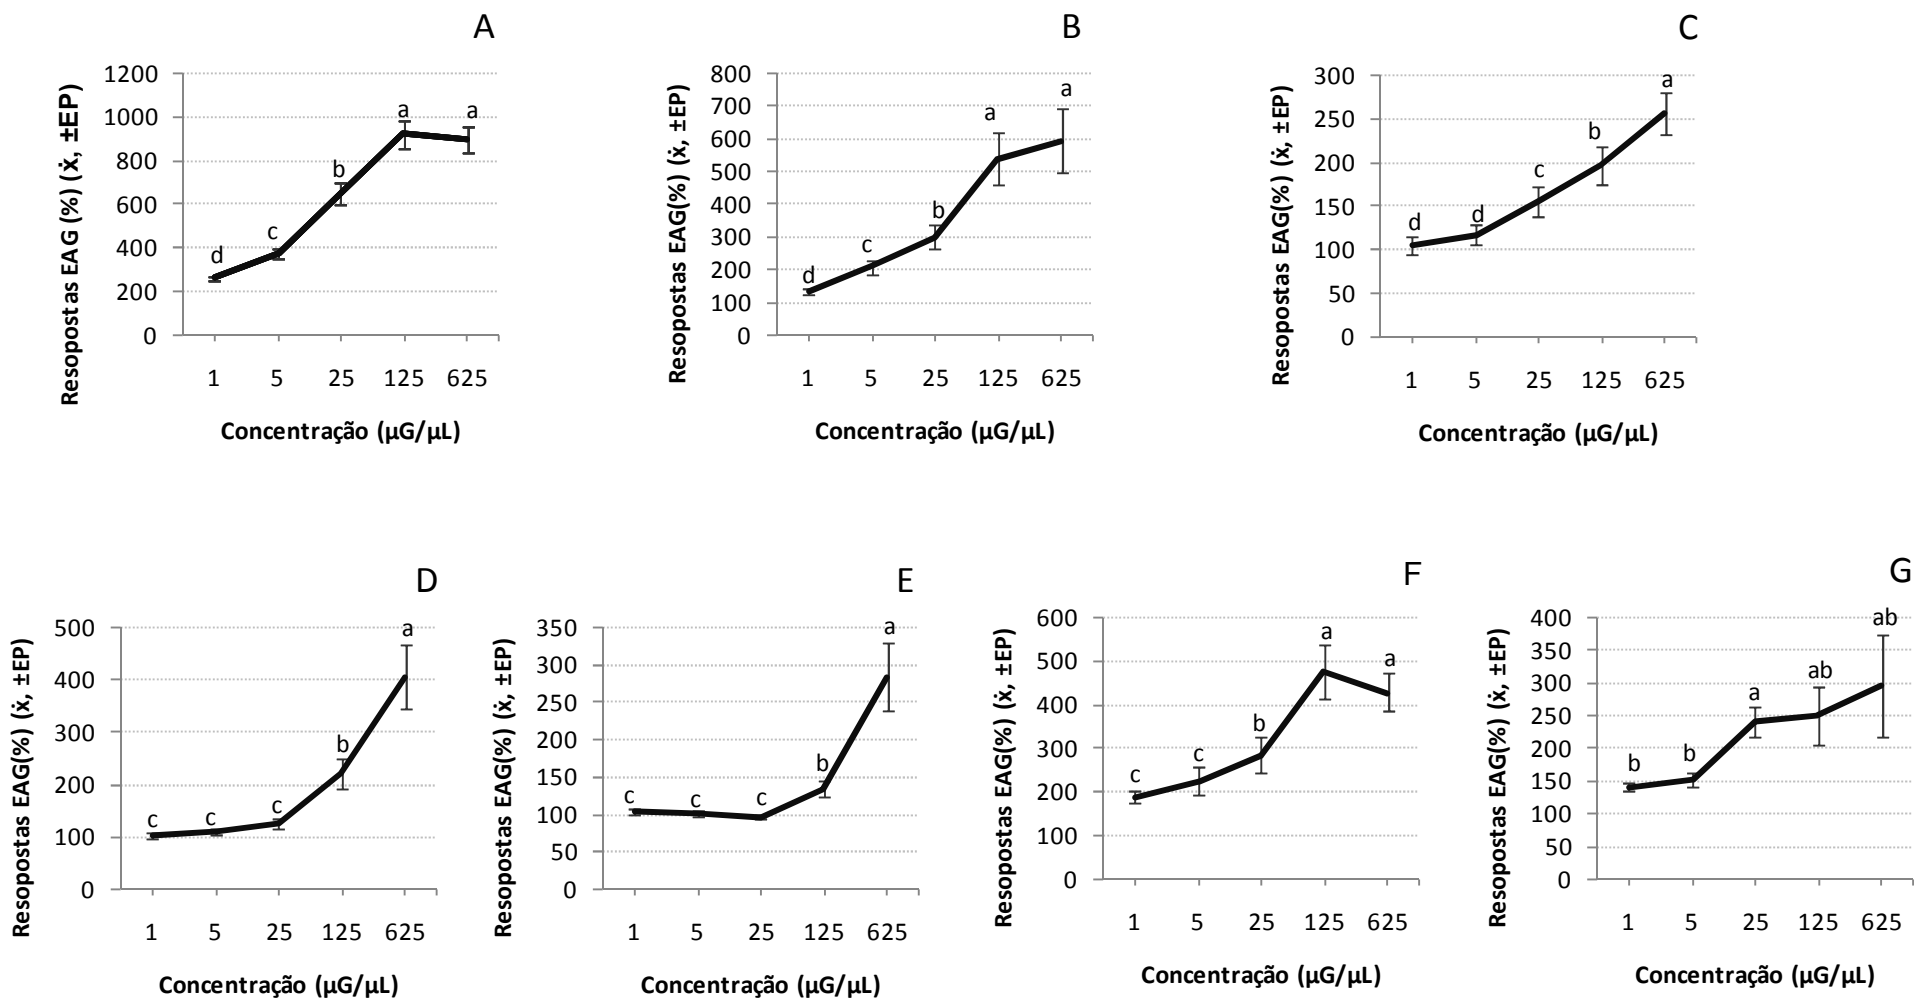 A
Resopostas EAG (%) (ẋ, ±EP)
1200
1000
800
600
400
200
0
d
c
b
a
a
1 5 25 125 625
Concentração (µG/µL)
B
Resopostas EAG(%) (ẋ, ±EP)
800
700
600
500
400
300
200
100
0
d
c
b
a
a
1 5 25 125 625
Concentração (µG/µL)
C
Resopostas EAG(%) (ẋ, ±EP)
300
250
200
150
100
50
0
d
d
c
b
a
1 5 25 125 625
Concentração (µG/µL)
D
Resopostas EAG(%) (ẋ, ±EP)
500
400
300
200
100
0
c
c
c
b
a
1 5 25 125 625
Concentração (µG/µL)
E
Resopostas EAG(%) (ẋ, ±EP)
350
300
250
200
150
100
50
0
c
c
c
b
a
1 5 25 125 625
Concentração (µG/µL)
F
Resopostas EAG(%) (ẋ, ±EP)
600
500
400
300
200
100
0
c
c
b
a
a
1 5 25 125 625
Concentração (µG/µL)
G
Resopostas EAG(%) (ẋ, ±EP)
400
350
300
250
200
150
100
50
0
b
b
a
ab
ab
1 5 25 125 625
Concentração (µG/µL)